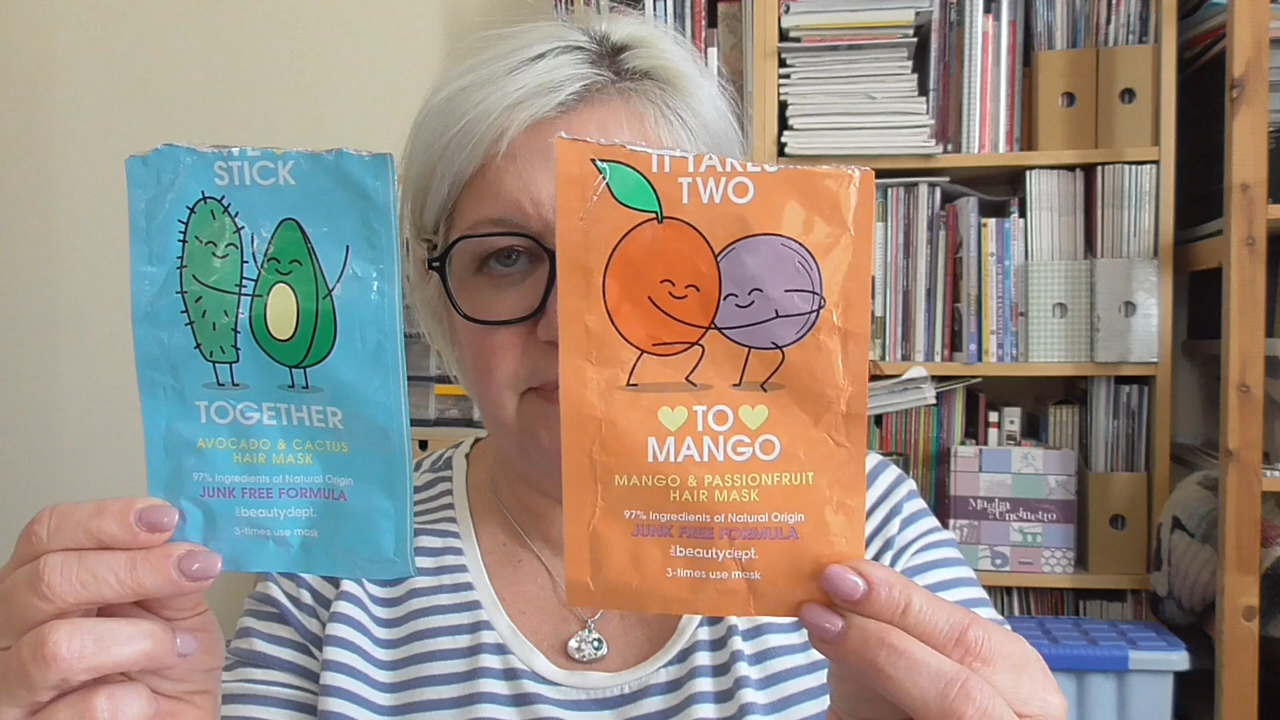 STICK
TOGETHER
AVOCADO & CACTUS
HAIR MASK
97% Ingredients of Natural Origin
JUNK FREE FORMULA
beautydept.
3-times use mask
IT TAKES
TWO
TO
MANGO
MANGO & PASSIONFRUIT
HAIR MASK
97% Ingredients of Natural Origin
JUNK FREE FORMULA
beautydept.
3-times use mask